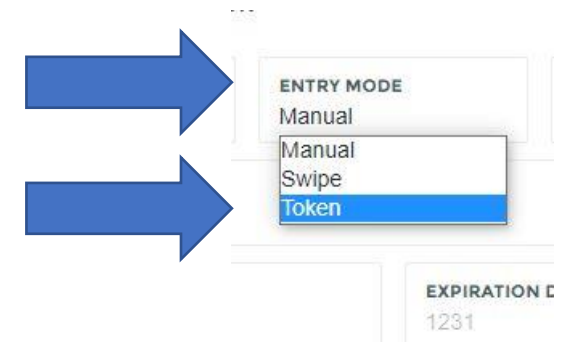 ENTRY MODE
Manual
Manual
Swipe
Token
EXPIRATION
1231